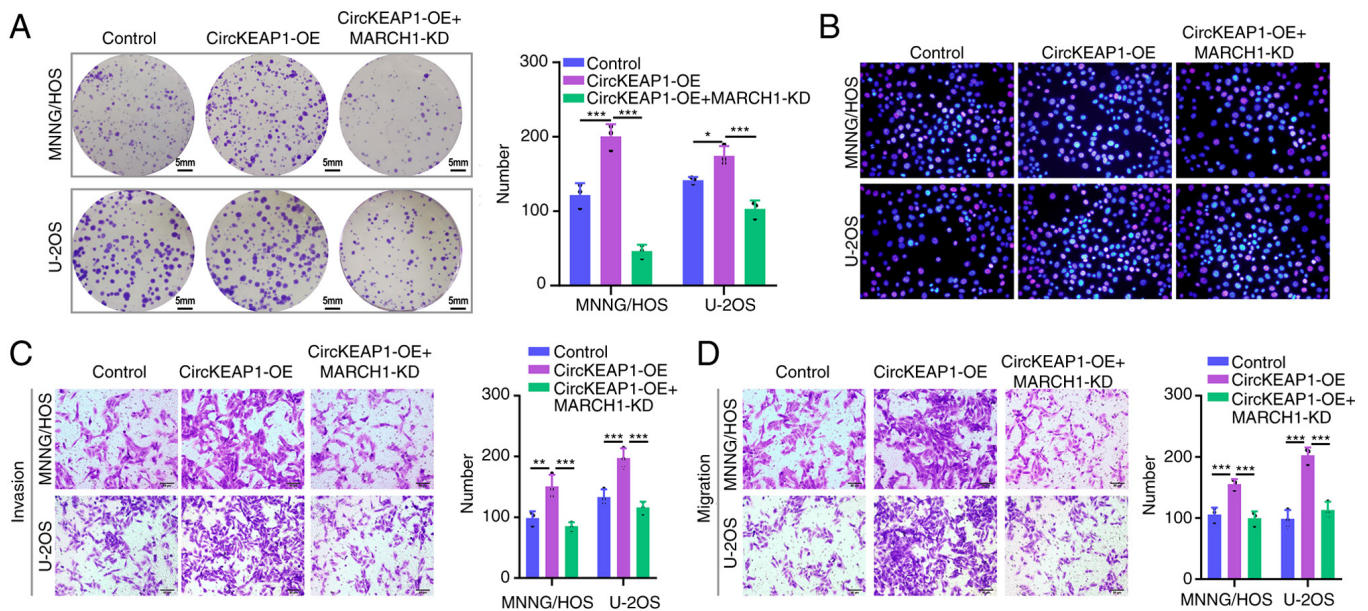 A
Control
CircKEAP1-OE
CircKEAP1-OE+
MARCH1-KD
MNNG/HOS
5mm
5mm
5mm
U-2OS
5mm
5mm
5mm
Control
CircKEAP1-OE
CircKEAP1-OE+MARCH1-KD
Number
300
200
100
0
***
***
*
***
MNNG/HOS
U-2OS
B
Control
CircKEAP1-OE
CircKEAP1-OE+
MARCH1-KD
MNNG/HOS
U-2OS
C
Invasion
Control
CircKEAP1-OE
CircKEAP1-OE+
MARCH1-KD
MNNG/HOS
U-2OS
Control
CircKEAP1-OE
CircKEAP1-OE+
MARCH1-KD
Number
300
200
100
0
**
***
***
***
MNNG/HOS
U-2OS
D
Migration
Control
CircKEAP1-OE
CircKEAP1-OE+
MARCH1-KD
MNNG/HOS
U-2OS
Control
CircKEAP1-OE
CircKEAP1-OE+
MARCH1-KD
Number
300
200
100
0
***
***
***
***
MNNG/HOS
U-2OS